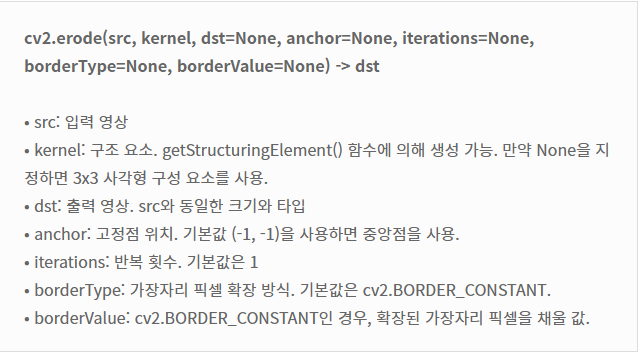 cv2.erode(src, kernel, dst=None, anchor=None, iterations=None,
borderType=None, borderValue=None) -> dst
• src: 입력 영상
• kernel: 구조 요소. getStructuringElement() 함수에 의해 생성 가능. 만약 None을 지
정하면 3x3 사각형 구성 요소를 사용.
• dst: 출력 영상. src와 동일한 크기와 타입
• anchor: 고정점 위치. 기본값 (-1, -1)을 사용하면 중앙점을 사용.
• iterations: 반복 횟수. 기본값은 1
• borderType: 가장자리 픽셀 확장 방식. 기본값은 cv2.BORDER_CONSTANT.
• borderValue: cv2.BORDER_CONSTANT인 경우, 확장된 가장자리 픽셀을 채울 값.